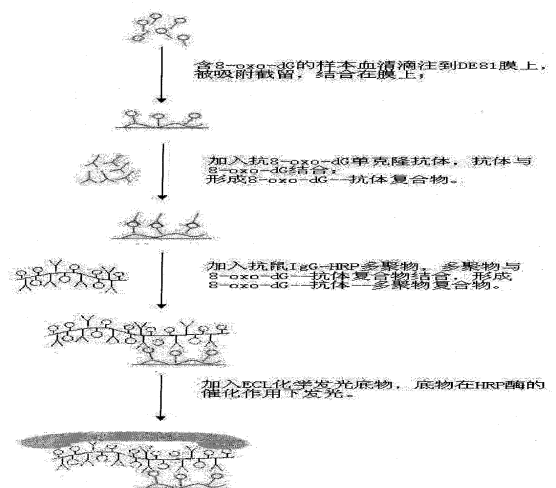 含8-oxo-dG的样本血清滴注到DE81膜上,
被吸附截留，结合在膜上;
加入抗8-oxo-dG单克隆抗体，抗体与
8-oxo-dG结合;
形成8-oxo-dG--抗体复合物。
加入抗鼠IgG-HRP多聚物，多聚物与
8-oxo-dG--抗体复合物结合，形成
8-oxo-dG--抗体--多聚物复合物。
加入ECL化学发光底物，底物在HRP酶的
催化作用下发光。